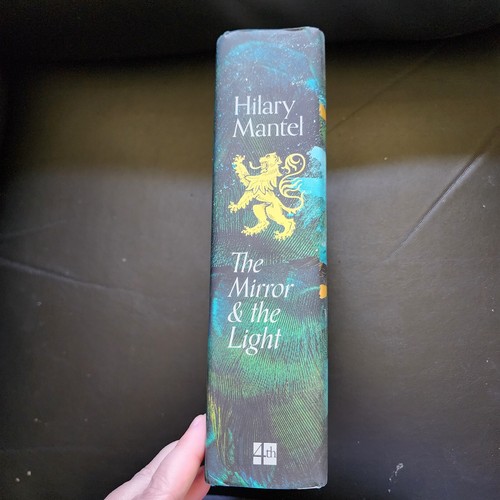 Hilary
Mantel
The
Mirror
& the
Light
4th